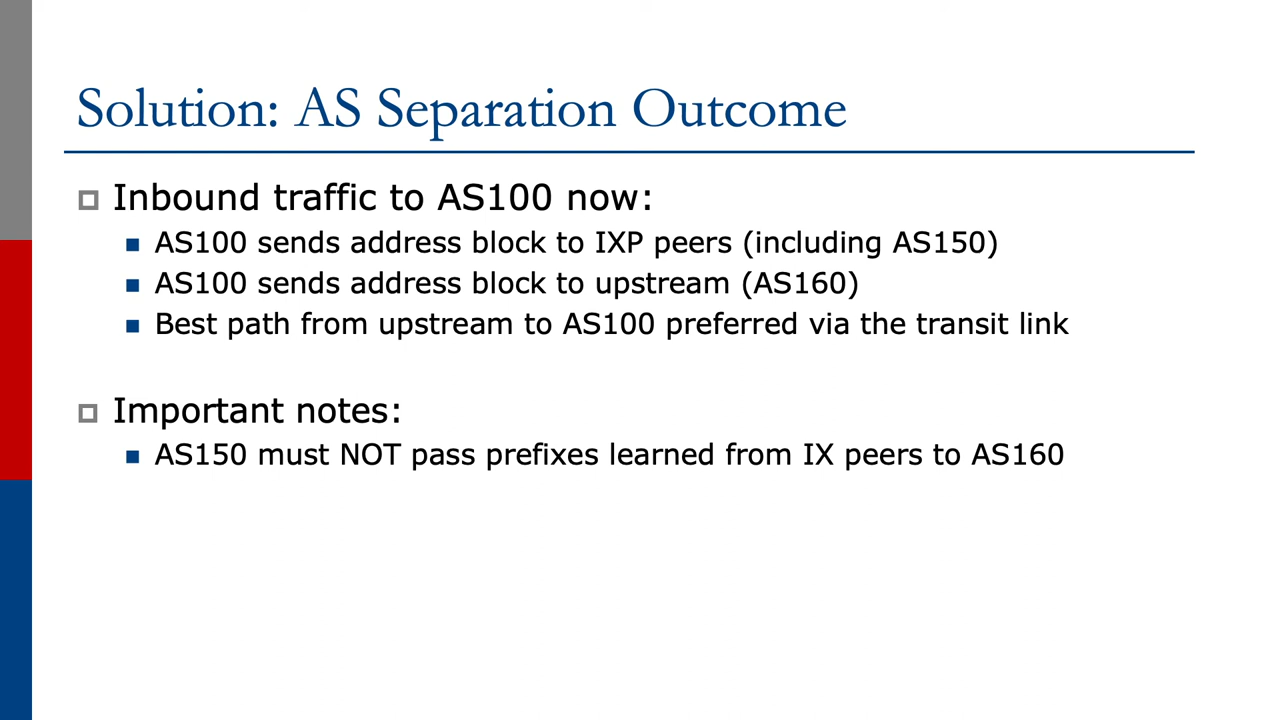 Solution: AS Separation Outcome
Inbound traffic to AS100 now:
AS100 sends address block to IXP peers (including AS150)
AS100 sends address block to upstream (AS160)
Best path from upstream to AS100 preferred via the transit link
Important notes:
AS150 must NOT pass prefixes learned from IX peers to AS160